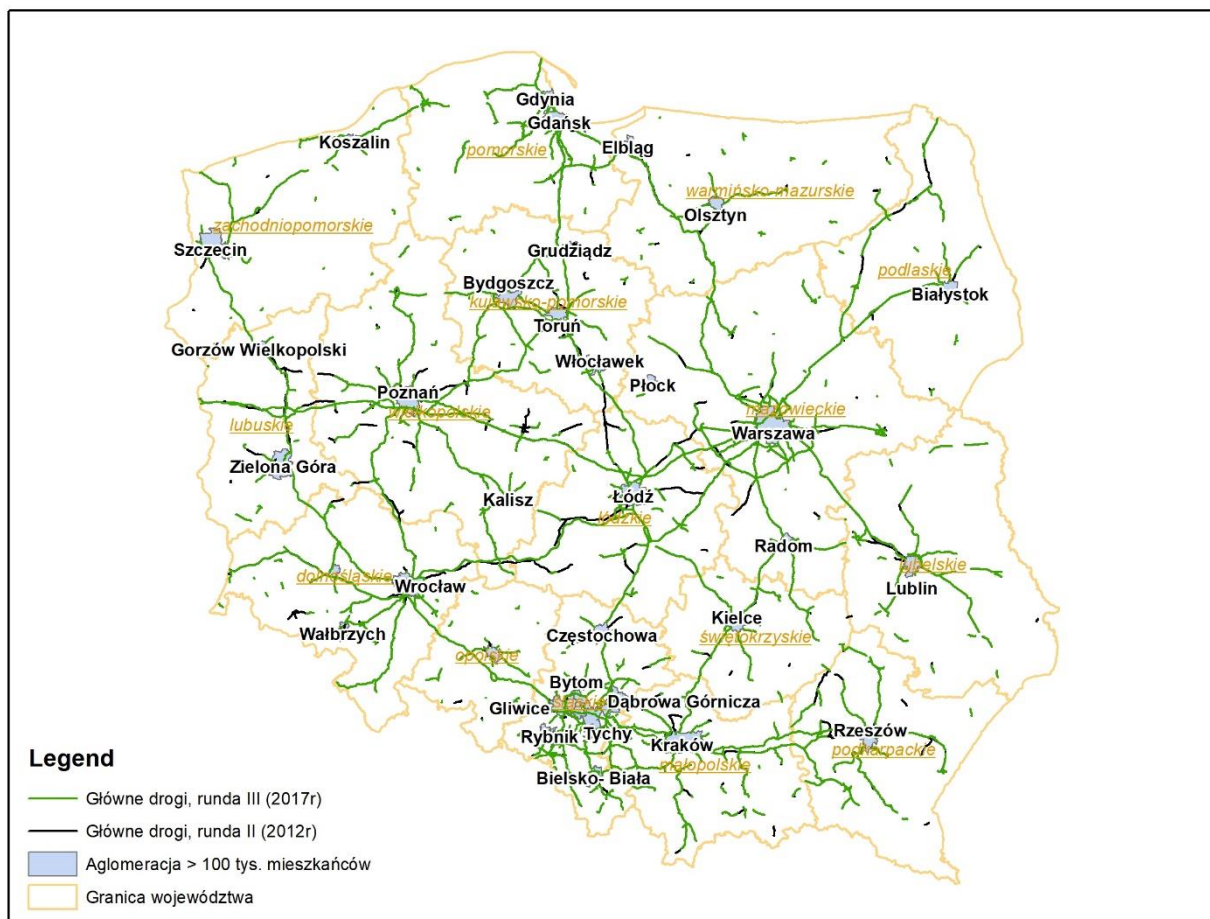 Gdynia
Gdańsk
Koszalin
pomorskie
Elbląg
warmińsko-mazurskie
Olsztyn
zachodniopomorskie
Szczecin
Grudziądz
podlaskie
Bydgoszcz
Białystok
kujawsko-pomorskie
Toruń
Gorzów Wielkopolski
Włocławek
Płock
Poznań
wielkopolskie
mazowieckie
lubuskie
Warszawa
Zielona Góra
Kalisz
Łódź
łódzkie
Radom
lubelskie
dolnośląskie
Wrocław
Lublin
Kielce
Wałbrzych
Częstochowa
świętokrzyskie
opolskie
Bytom
Gliwice
śląskie
Dąbrowa Górnicza
Rybnik
Tychy
Kraków
Rzeszów
podkarpackie
małopolskie
Bielsko- Biała
Legend
Główne drogi, runda III (2017r)
Główne drogi, runda II (2012r)
Aglomeracja > 100 tys. mieszkańców
Granica województwa